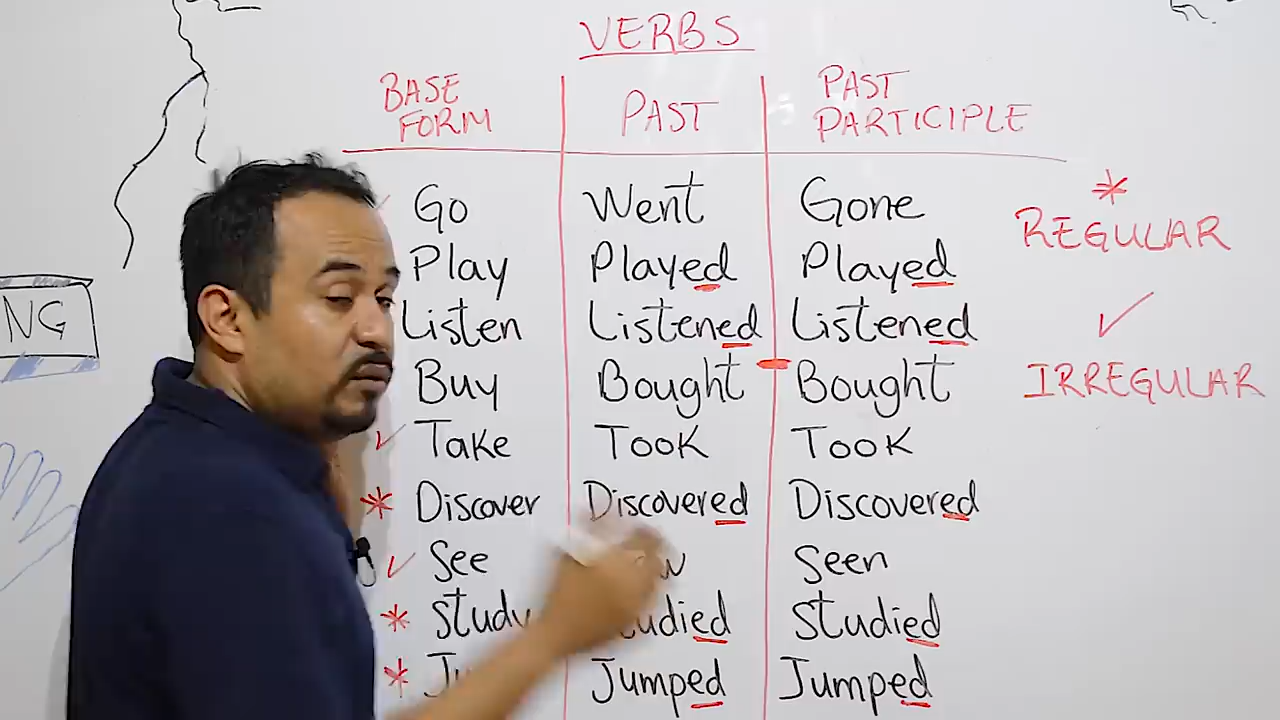 VERBS
BASE FORM PAST PAST PARTICIPLE
Go Went Gone
Play Played Played
Listen Listened Listened
Buy Bought Bought
Take Took Took
Discover Discovered Discovered
See Seen
Study Studied
Jumped Jumped
* REGULAR
✓ IRREGULAR
NG